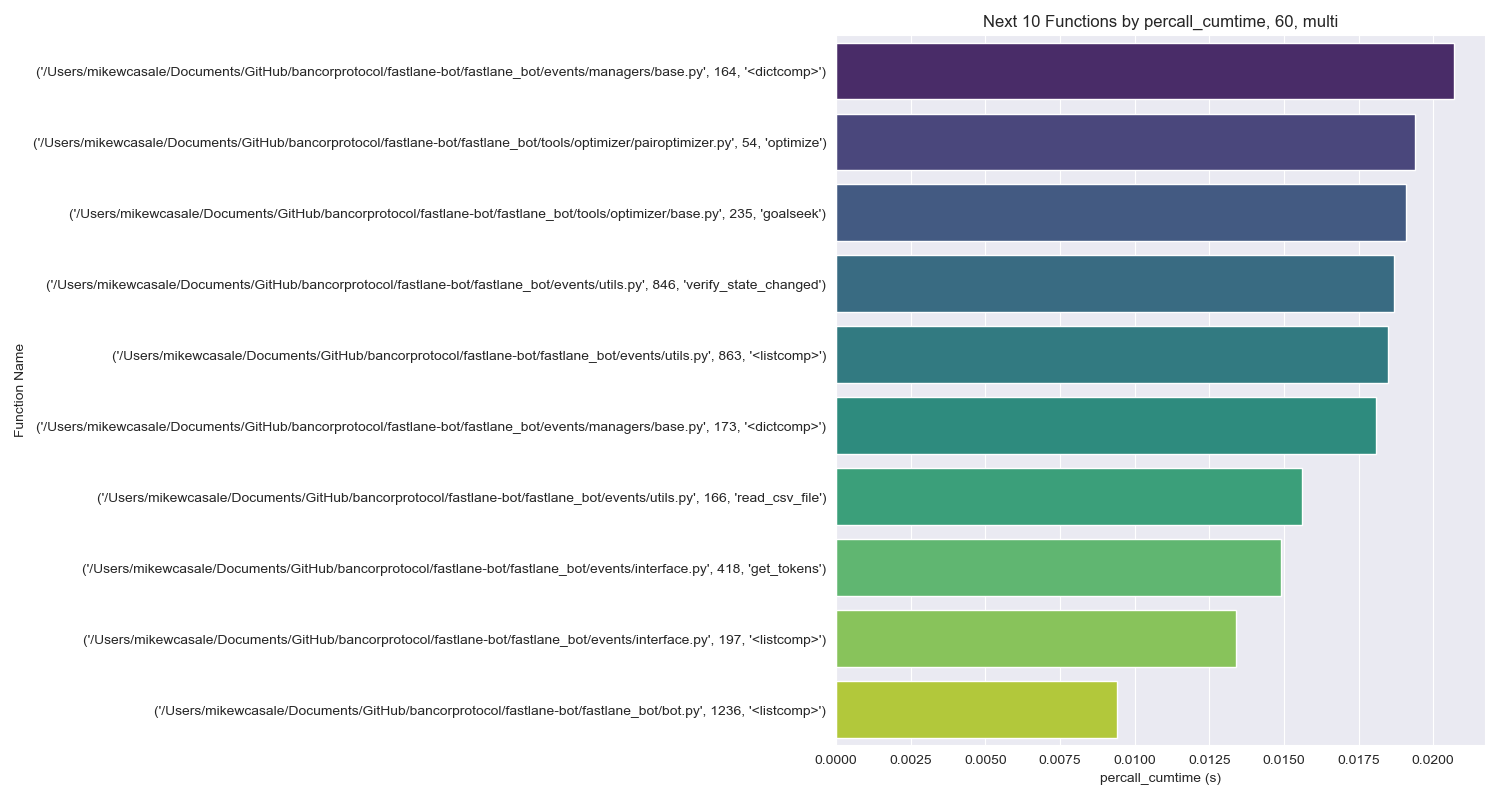 Next 10 Functions by percall_cumtime, 60, multi
('/Users/mikewcasale/Documents/GitHub/bancorprotocol/fastlane-bot/fastlane_bot/events/managers/base.py', 164, '<dictcomp>')
('/Users/mikewcasale/Documents/GitHub/bancorprotocol/fastlane-bot/fastlane_bot/tools/optimizer/pairoptimizer.py', 54, 'optimize')
('/Users/mikewcasale/Documents/GitHub/bancorprotocol/fastlane-bot/fastlane_bot/tools/optimizer/base.py', 235, 'goalseek')
('/Users/mikewcasale/Documents/GitHub/bancorprotocol/fastlane-bot/fastlane_bot/events/utils.py', 846, 'verify_state_changed')
('/Users/mikewcasale/Documents/GitHub/bancorprotocol/fastlane-bot/fastlane_bot/events/utils.py', 863, '<listcomp>')
('/Users/mikewcasale/Documents/GitHub/bancorprotocol/fastlane-bot/fastlane_bot/events/managers/base.py', 173, '<dictcomp>')
('/Users/mikewcasale/Documents/GitHub/bancorprotocol/fastlane-bot/fastlane_bot/events/utils.py', 166, 'read_csv_file')
('/Users/mikewcasale/Documents/GitHub/bancorprotocol/fastlane-bot/fastlane_bot/events/interface.py', 418, 'get_tokens')
('/Users/mikewcasale/Documents/GitHub/bancorprotocol/fastlane-bot/fastlane_bot/events/interface.py', 197, '<listcomp>')
('/Users/mikewcasale/Documents/GitHub/bancorprotocol/fastlane-bot/fastlane_bot/bot.py', 1236, '<listcomp>')
Function Name
0.0000 0.0025 0.0050 0.0075 0.0100 0.0125 0.0150 0.0175 0.0200
percall_cumtime (s)